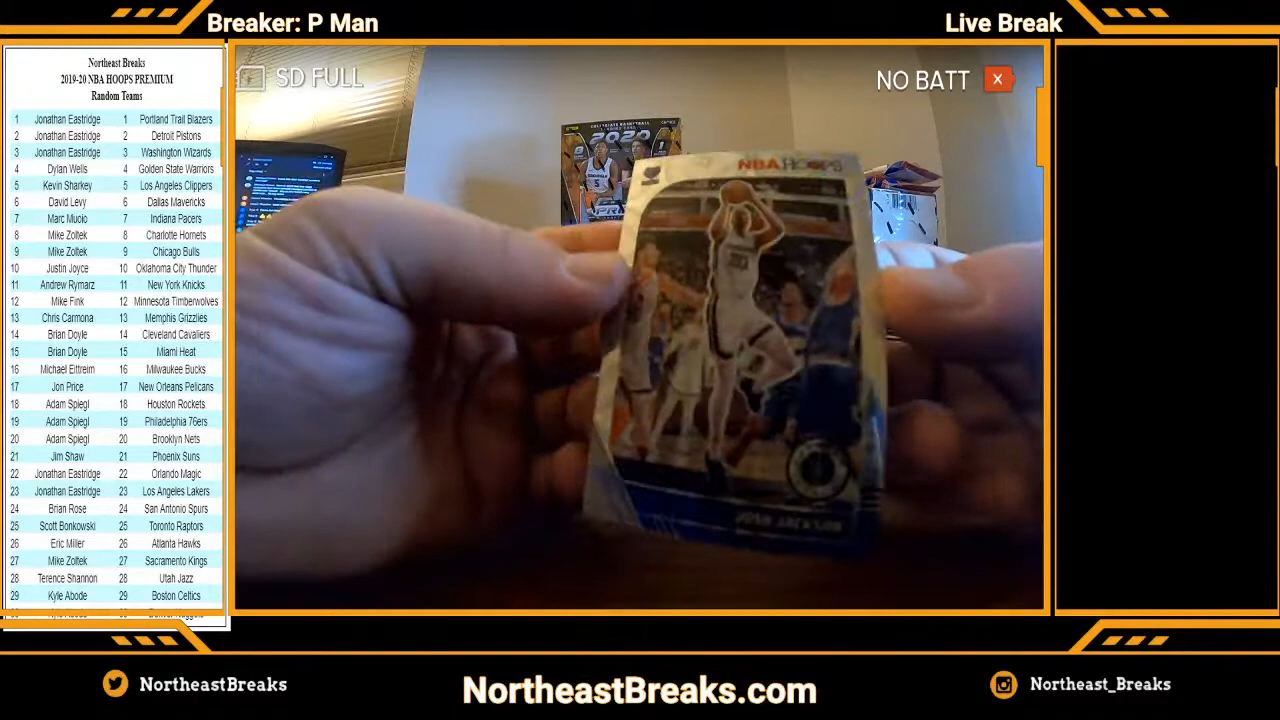 Breaker: P Man
Live Break
Northeast Breaks
2019-20 NBA HOOPS PREMIUM
Random Teams
1 Jonathan Eastridge 1 Portland Trail Blazers
2 Jonathan Eastridge 2 Detroit Pistons
3 Jonathan Eastridge 3 Washington Wizards
4 Dylan Wells 4 Golden State Warriors
5 Kevin Sharkey 5 Los Angeles Clippers
6 David Levy 6 Dallas Mavericks
7 Marc Mucio 7 Indiana Pacers
8 Mike Zoltek 8 Charlotte Hornets
9 Mike Zoltek 9 Chicago Bulls
10 Justin Joyce 10 Oklahoma City Thunder
11 Andrew Rymarz 11 New York Knicks
12 Mike Fink 12 Minnesota Timberwolves
13 Chris Carmona 13 Memphis Grizzlies
14 Brian Doyle 14 Cleveland Cavaliers
15 Brian Doyle 15 Miami Heat
16 Michael Eittreim 16 Milwaukee Bucks
17 Jon Price 17 New Orleans Pelicans
18 Adam Spiegl 18 Houston Rockets
19 Adam Spiegl 19 Philadelphia 76ers
20 Adam Spiegl 20 Brooklyn Nets
21 Jim Shaw 21 Phoenix Suns
22 Jonathan Eastridge 22 Orlando Magic
23 Jonathan Eastridge 23 Los Angeles Lakers
24 Brian Rose 24 San Antonio Spurs
25 Scott Bonkowski 25 Toronto Raptors
26 Eric Miller 26 Atlanta Hawks
27 Mike Zoltek 27 Sacramento Kings
28 Terence Shannon 28 Utah Jazz
29 Kyle Abode 29 Boston Celtics
SD FULL
NO BATT
2020
NBA HOOPS
NortheastBreaks
NortheastBreaks.com
Northeast_Breaks